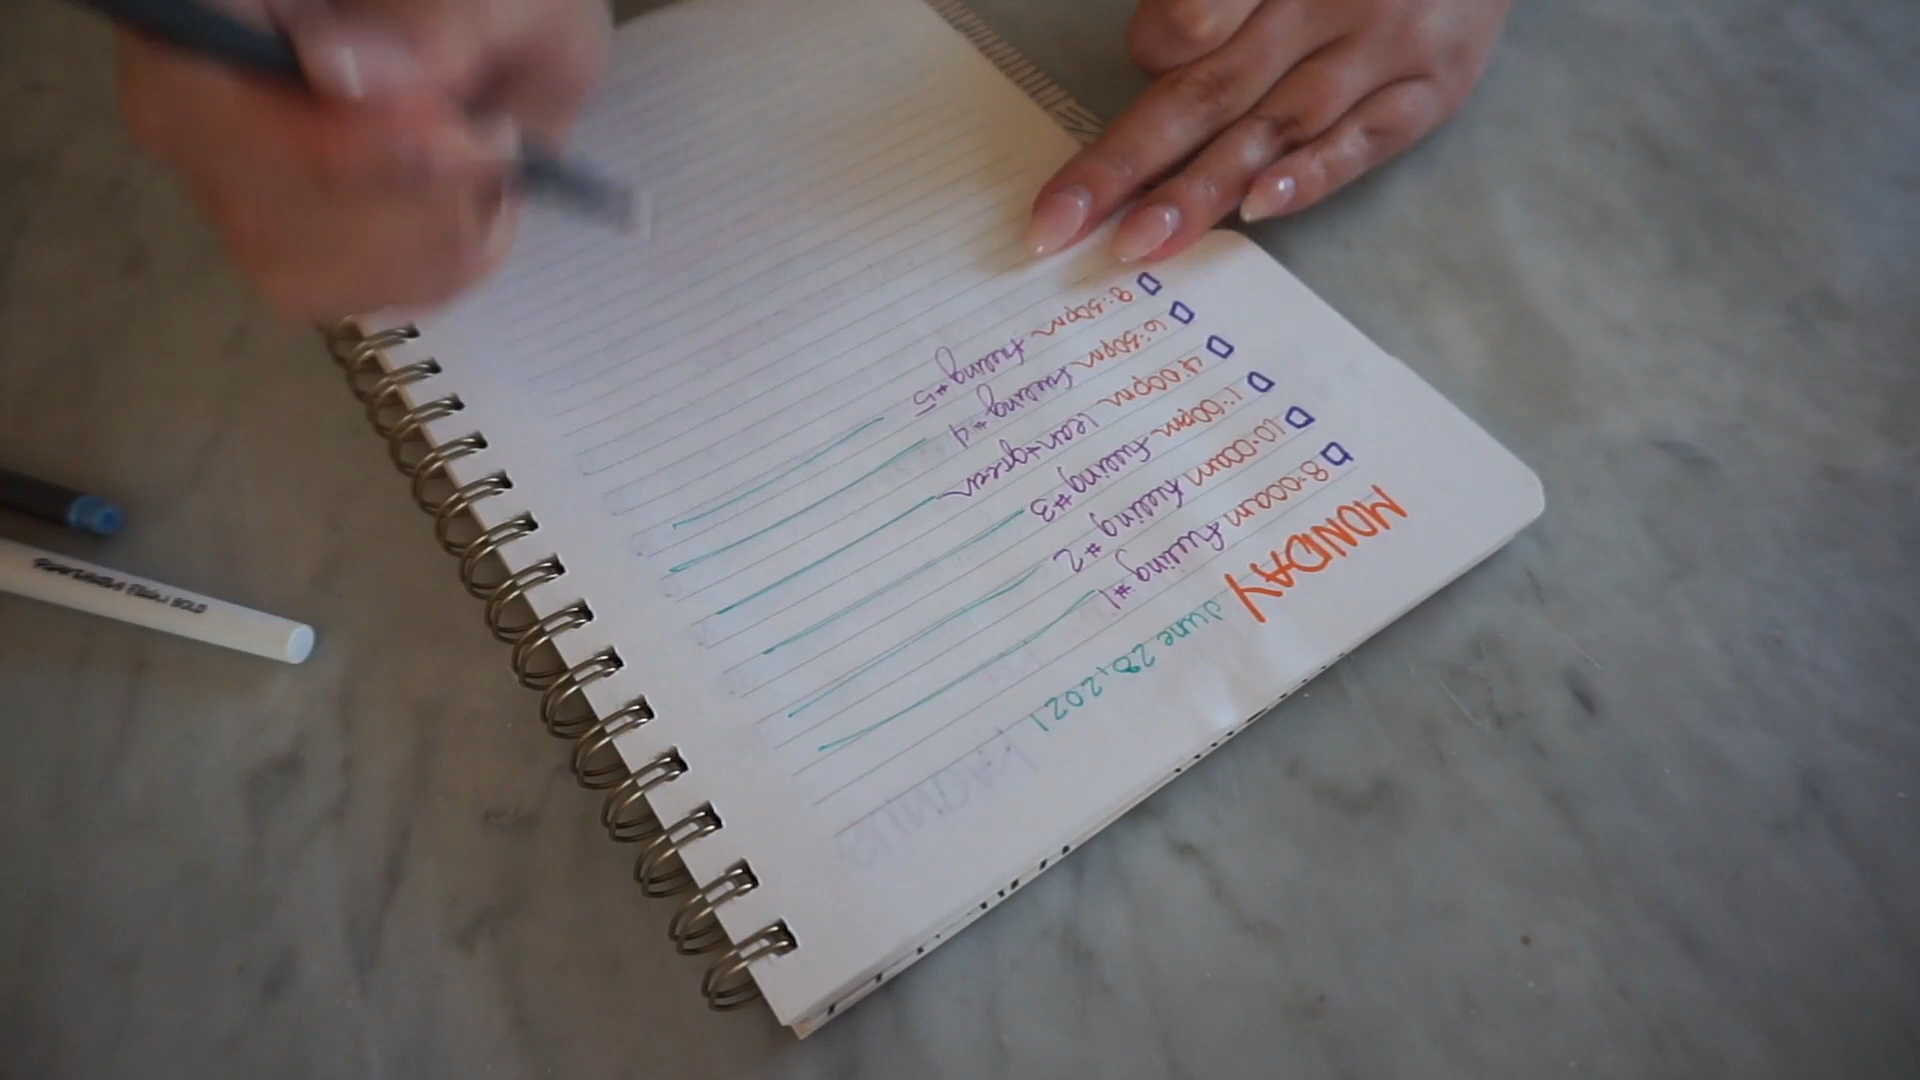 MONDAY
June 28, 2021
8:00am fueling #1
10:00am fueling #2
1:00pm fueling #3
4:00pm lean+green
6:30pm fueling #4
8:30pm fueling #5